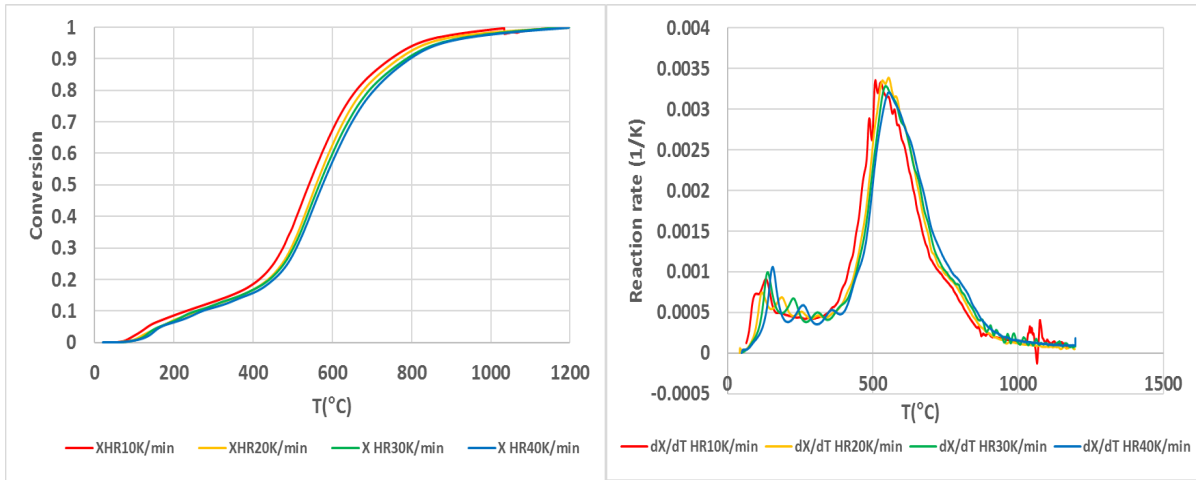 1
0.9
0.8
0.7
0.6
0.5
0.4
0.3
0.2
0.1
0
Conversion
0 200 400 600 800 1000 1200
T(°C)
XHR10K/min XHR20K/min X HR30K/min X HR40K/min
0.004
0.0035
0.003
0.0025
0.002
0.0015
0.001
0.0005
0
-0.0005
Reaction rate (1/K)
0 500 1000 1500
T(°C)
dX/dT HR10K/min dX/dT HR20K/min dX/dT HR30K/min dX/dT HR40K/min